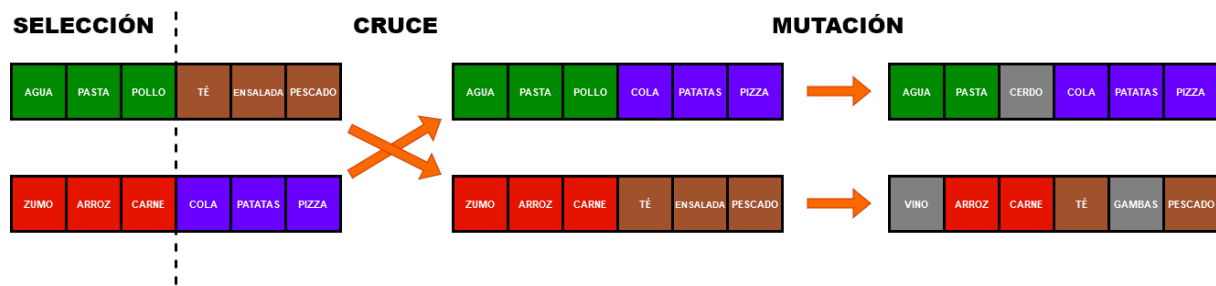 SELECCIÓN CRUCE MUTACIÓN
AGUA PASTA POLLO TÉ ENSALADA PESCADO AGUA PASTA POLLO COLA PATATAS PIZZA AGUA PASTA CERDO COLA PATATAS PIZZA
ZUMO ARROZ CARNE COLA PATATAS PIZZA ZUMO ARROZ CARNE TÉ ENSALADA PESCADO VINO ARROZ CARNE TÉ GAMBAS PESCADO